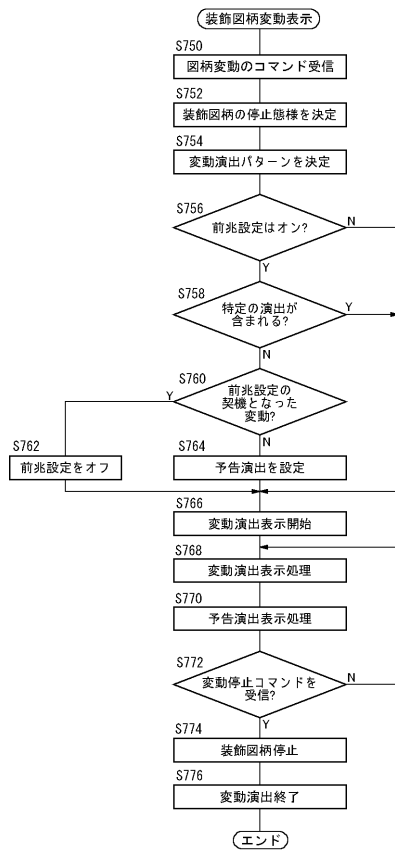 装飾図柄変動表示
S750
図柄変動のコマンド受信
S752
装飾図柄の停止態様を決定
S754
変動演出パターンを決定
S756
前兆設定はオン?
N
Y
S758
特定の演出が
含まれる?
Y
N
S760
前兆設定の
契機となった
変動?
Y
N
S762
前兆設定をオフ
S764
予告演出を設定
S766
変動演出表示開始
S768
変動演出表示処理
S770
予告演出表示処理
S772
変動停止コマンドを
受信?
N
Y
S774
装飾図柄停止
S776
変動演出終了
エンド